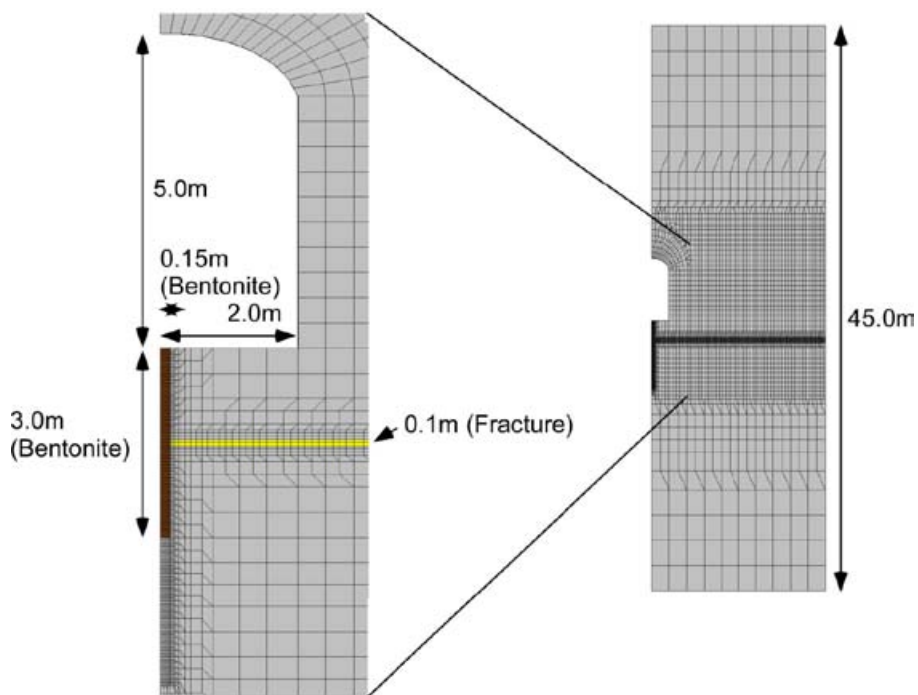 5.0m
0.15m
(Bentonite)
2.0m
45.0m
3.0m
(Bentonite)
0.1m (Fracture)